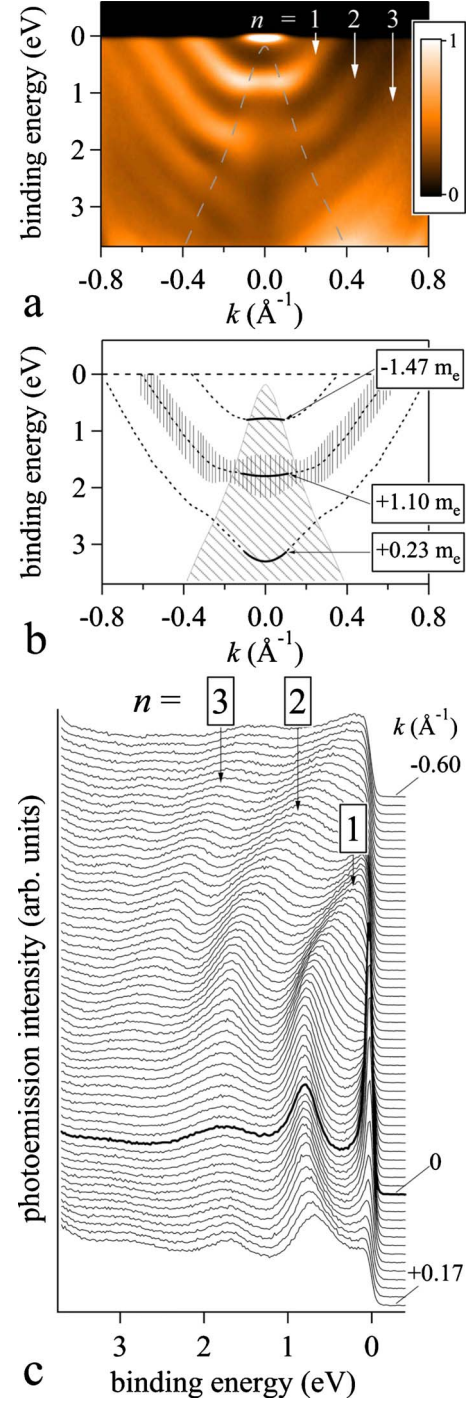 n = 1 2 3
binding energy (eV)
0
1
2
3
1
0
-0.8 -0.4 0.0 0.4 0.8
k (Å⁻¹)
a
binding energy (eV)
0
1
2
3
-1.47 mₑ
+1.10 mₑ
+0.23 mₑ
-0.8 -0.4 0.0 0.4 0.8
k (Å⁻¹)
b
n = 3 2
1
k (Å⁻¹)
-0.60
0
+0.17
photoemission intensity (arb. units)
3 2 1 0
binding energy (eV)
c